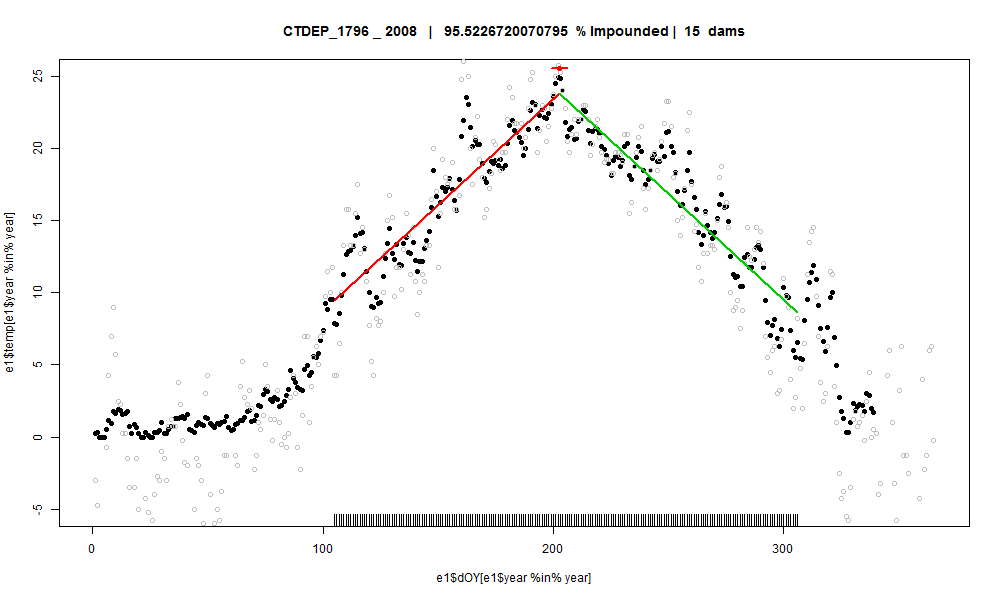 CTDEP_1796 _ 2008 | 95.5226720070795 % Impounded | 15 dams
e1$temp[e1$year %in% year]
25
20
15
10
5
0
-5
0 100 200 300
e1$dOY[e1$year %in% year]